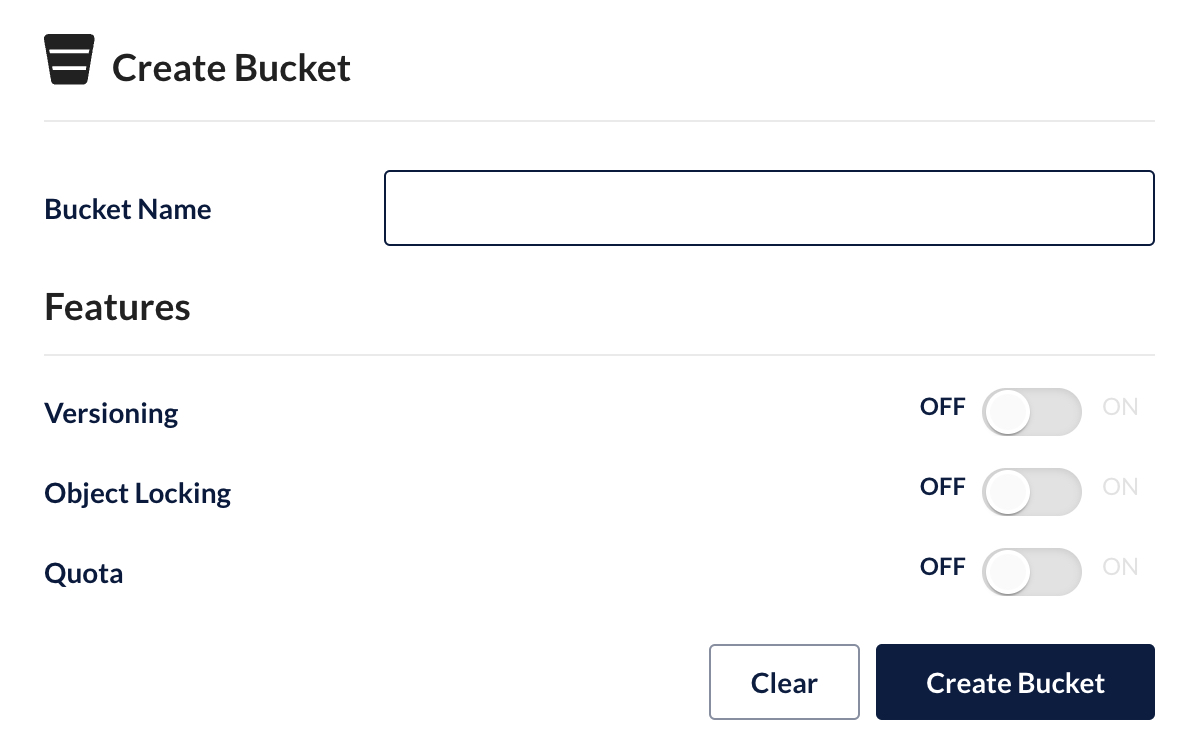 Create Bucket
Bucket Name
Features
Versioning OFF ON
Object Locking OFF ON
Quota OFF ON
Clear Create Bucket